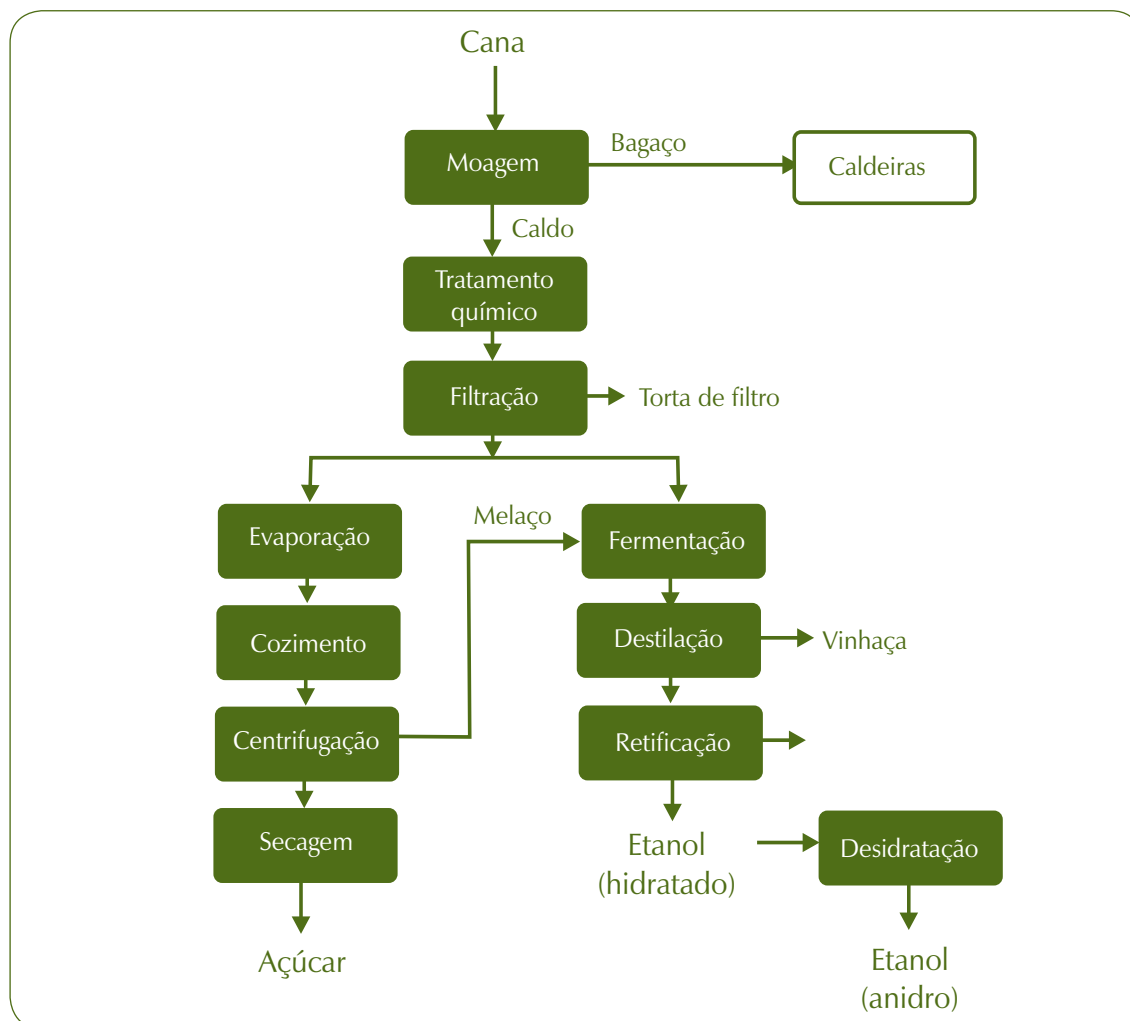 Cana
Moagem
Bagaço
Caldeiras
Caldo
Tratamento
químico
Filtração
Torta de filtro
Evaporação
Melaço
Fermentação
Cozimento
Destilação
Vinhaça
Centrifugação
Retificação
Secagem
Etanol
(hidratado)
Desidratação
Açúcar
Etanol
(anidro)